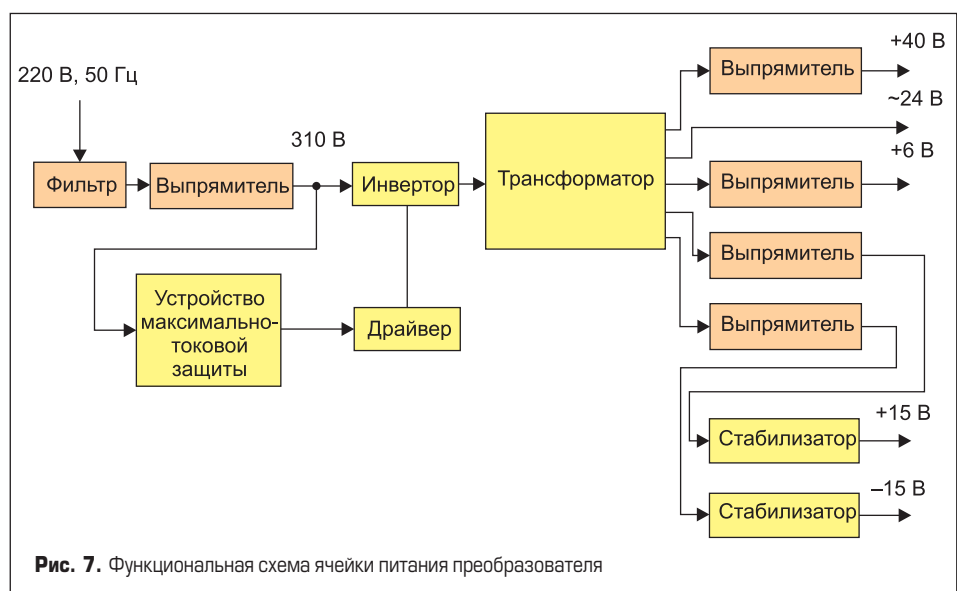 220 В, 50 Гц
Фильтр
Выпрямитель
310 В
Инвертор
Трансформатор
Устройство
максимально-
токовой
защиты
Драйвер
Выпрямитель
+40 В
~24 В
+6 В
Выпрямитель
Выпрямитель
Выпрямитель
+15 В
Стабилизатор
–15 В
Стабилизатор
Рис. 7. Функциональная схема ячейки питания преобразователя